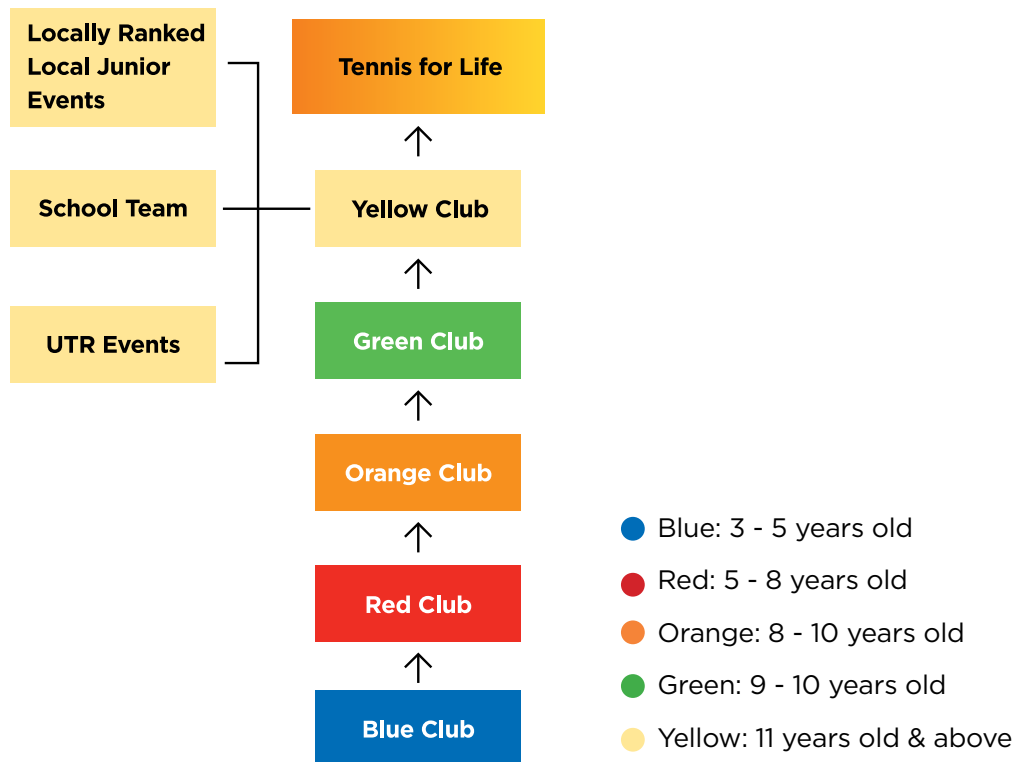 Locally Ranked
Local Junior
Events
Tennis for Life
School Team
Yellow Club
UTR Events
Green Club
Orange Club
Red Club
Blue Club
Blue: 3 - 5 years old
Red: 5 - 8 years old
Orange: 8 - 10 years old
Green: 9 - 10 years old
Yellow: 11 years old & above